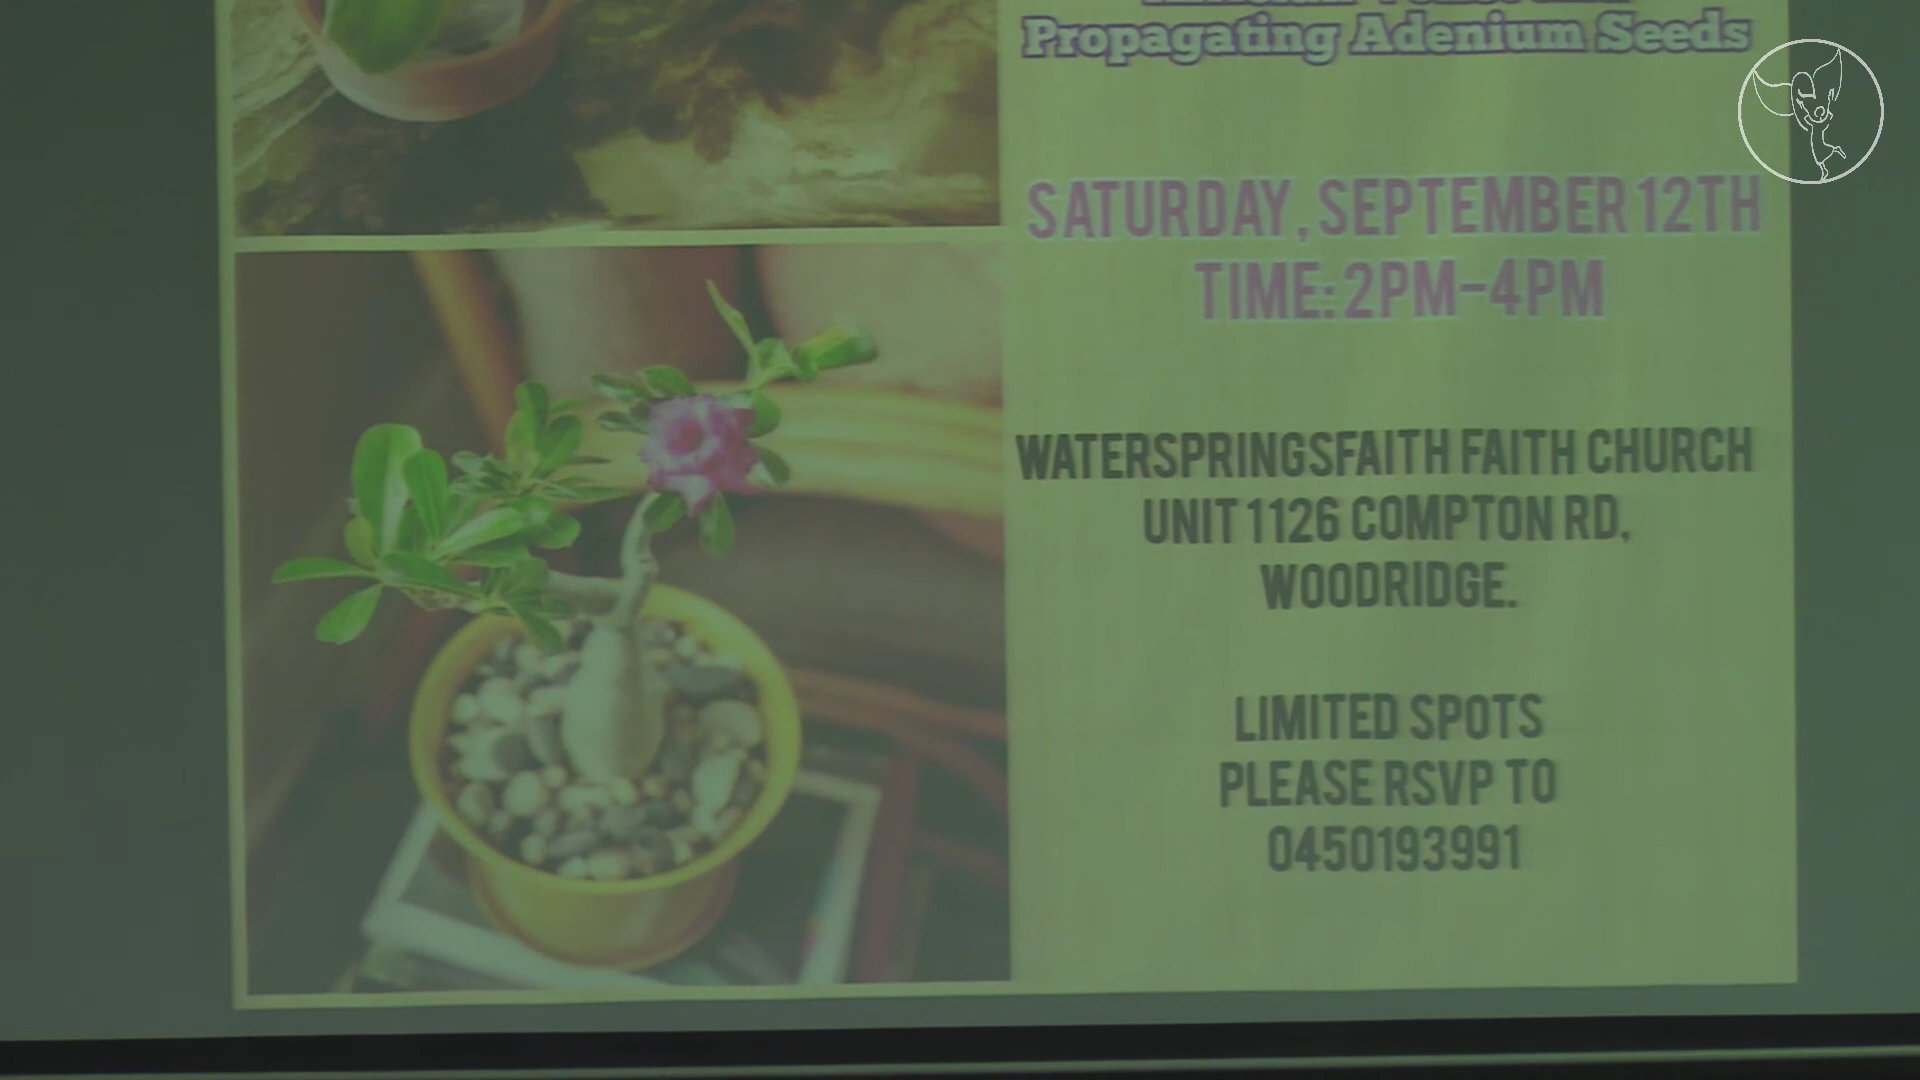 Propagating Adenium Seeds
SATURDAY, SEPTEMBER 12TH
TIME: 2PM-4PM
WATERSPRINGSFAITH FAITH CHURCH
UNIT 1126 COMPTON RD,
WOODRIDGE.
LIMITED SPOTS
PLEASE RSVP TO
0450193991